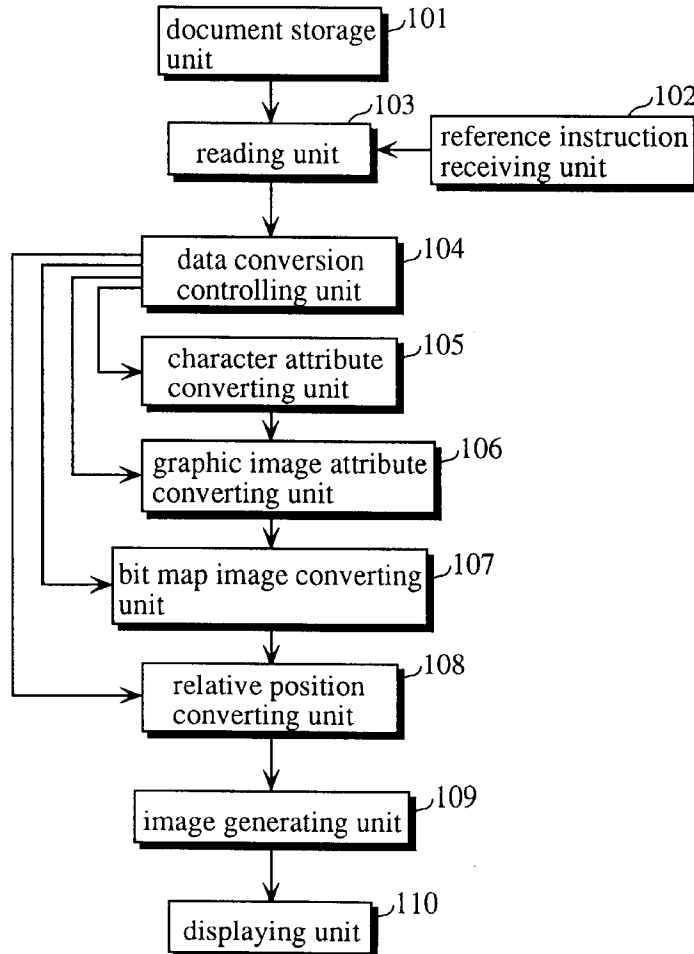 101
document storage
unit
103
102
reading unit
reference instruction
receiving unit
104
data conversion
controlling unit
105
character attribute
converting unit
106
graphic image attribute
converting unit
107
bit map image converting
unit
108
relative position
converting unit
109
image generating unit
110
displaying unit